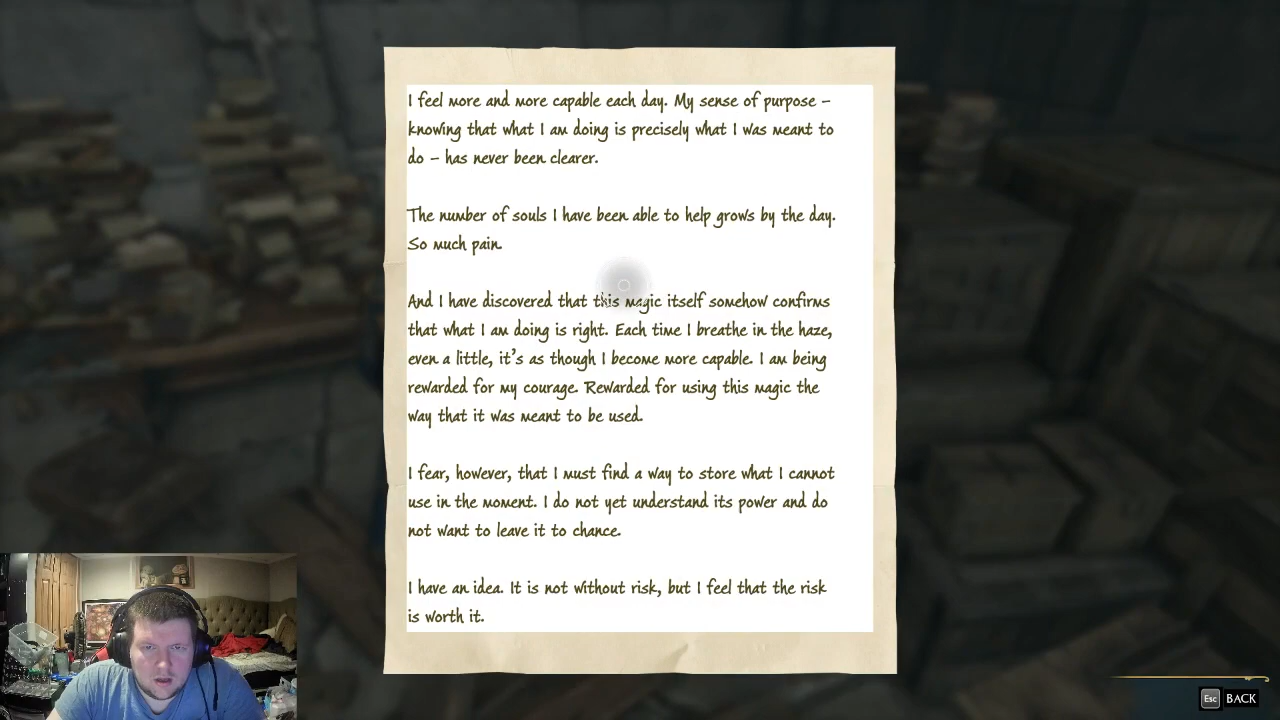 I feel more and more capable each day. My sense of purpose –
knowing that what I am doing is precisely what I was meant to
do – has never been clearer.
The number of souls I have been able to help grows by the day.
So much pain.
And I have discovered that this magic itself somehow confirms
that what I am doing is right. Each time I breathe in the haze,
even a little, it's as though I become more capable. I am being
rewarded for my courage. Rewarded for using this magic the
way that it was meant to be used.
I fear, however, that I must find a way to store what I cannot
use in the moment. I do not yet understand its power and do
not want to leave it to chance.
I have an idea. It is not without risk, but I feel that the risk
is worth it.
Esc BACK